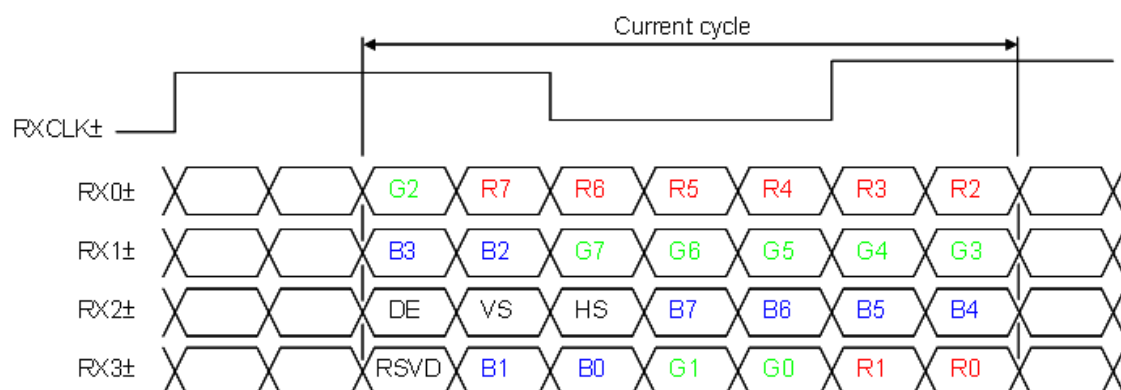 Current cycle
RXCLK±
RX0± G2 R7 R6 R5 R4 R3 R2
RX1± B3 B2 G7 G6 G5 G4 G3
RX2± DE VS HS B7 B6 B5 B4
RX3± RSVD B1 B0 G1 G0 R1 R0